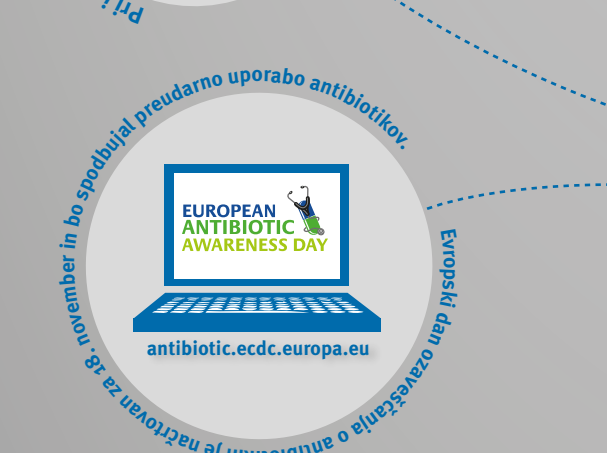 Pri j
Evropski dan ozaveščanja o antibiotikih je načrtovan za 18. november in bo spodbujal preudarno uporabo antibiotikov.
EUROPEAN
ANTIBIOTIC
AWARENESS DAY
antibiotic.ecdc.europa.eu